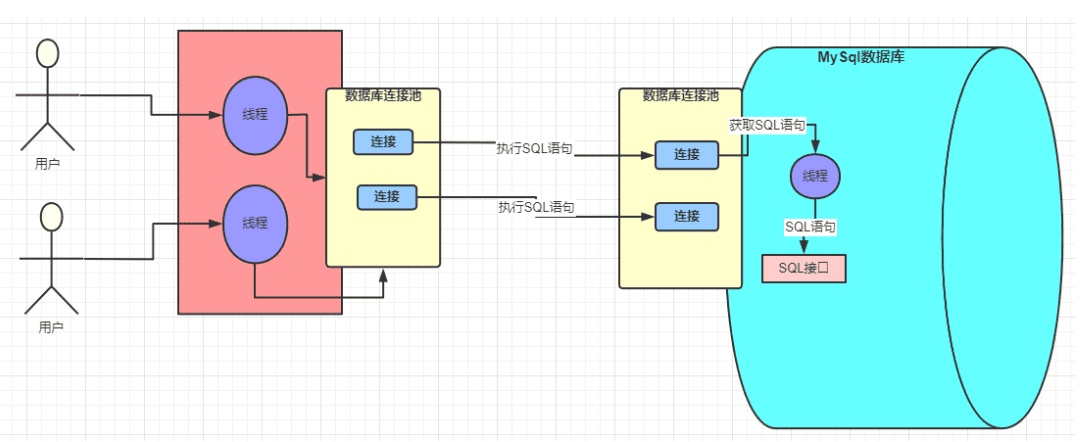 用户
用户
线程
线程
数据库连接池
连接
连接
执行SQL语句
执行SQL语句
数据库连接池
连接
连接
MySql数据库
获取SQL语句
线程
SQL语句
SQL接口